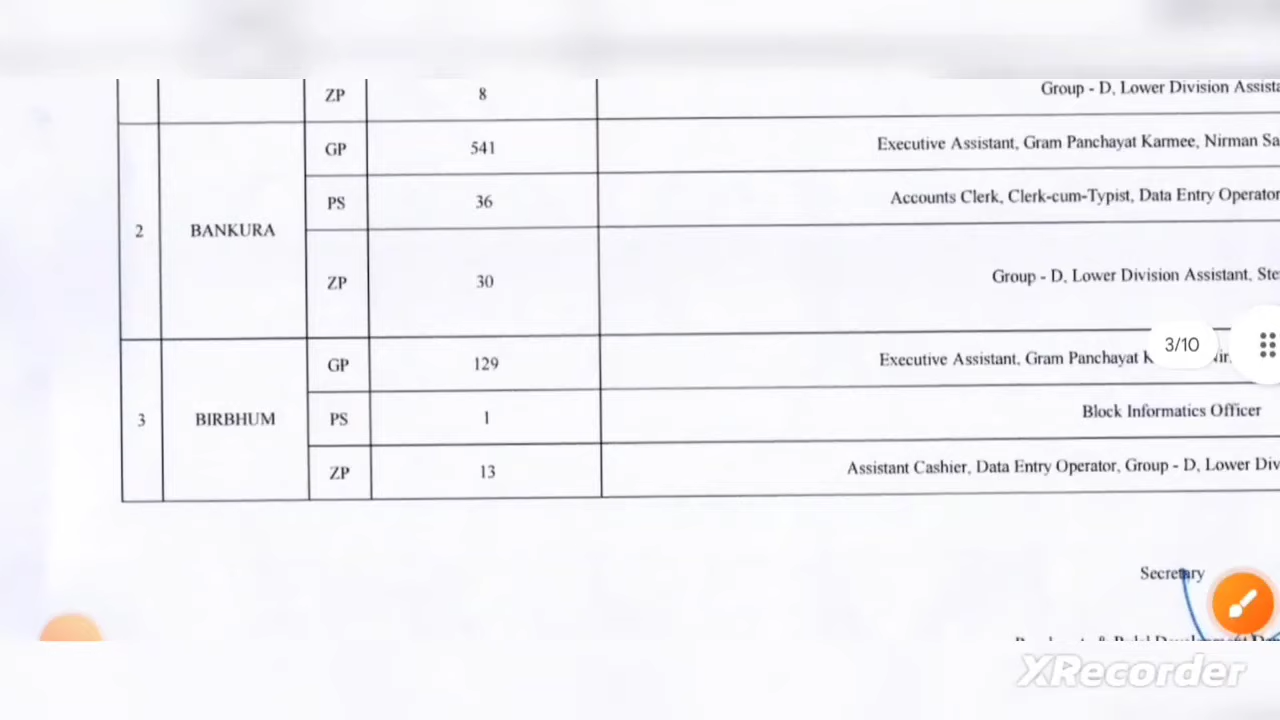 ZP 8 Group - D, Lower Division Assista
GP 541 Executive Assistant, Gram Panchayat Karmee, Nirman Sa
PS 36 Accounts Clerk, Clerk-cum-Typist, Data Entry Operator
2 BANKURA
ZP 30 Group - D, Lower Division Assistant, Ste
3/10
GP 129 Executive Assistant, Gram Panchayat K
PS 1 Block Informatics Officer
3 BIRBHUM
ZP 13 Assistant Cashier, Data Entry Operator, Group - D, Lower Div
Secretary
XRecorder